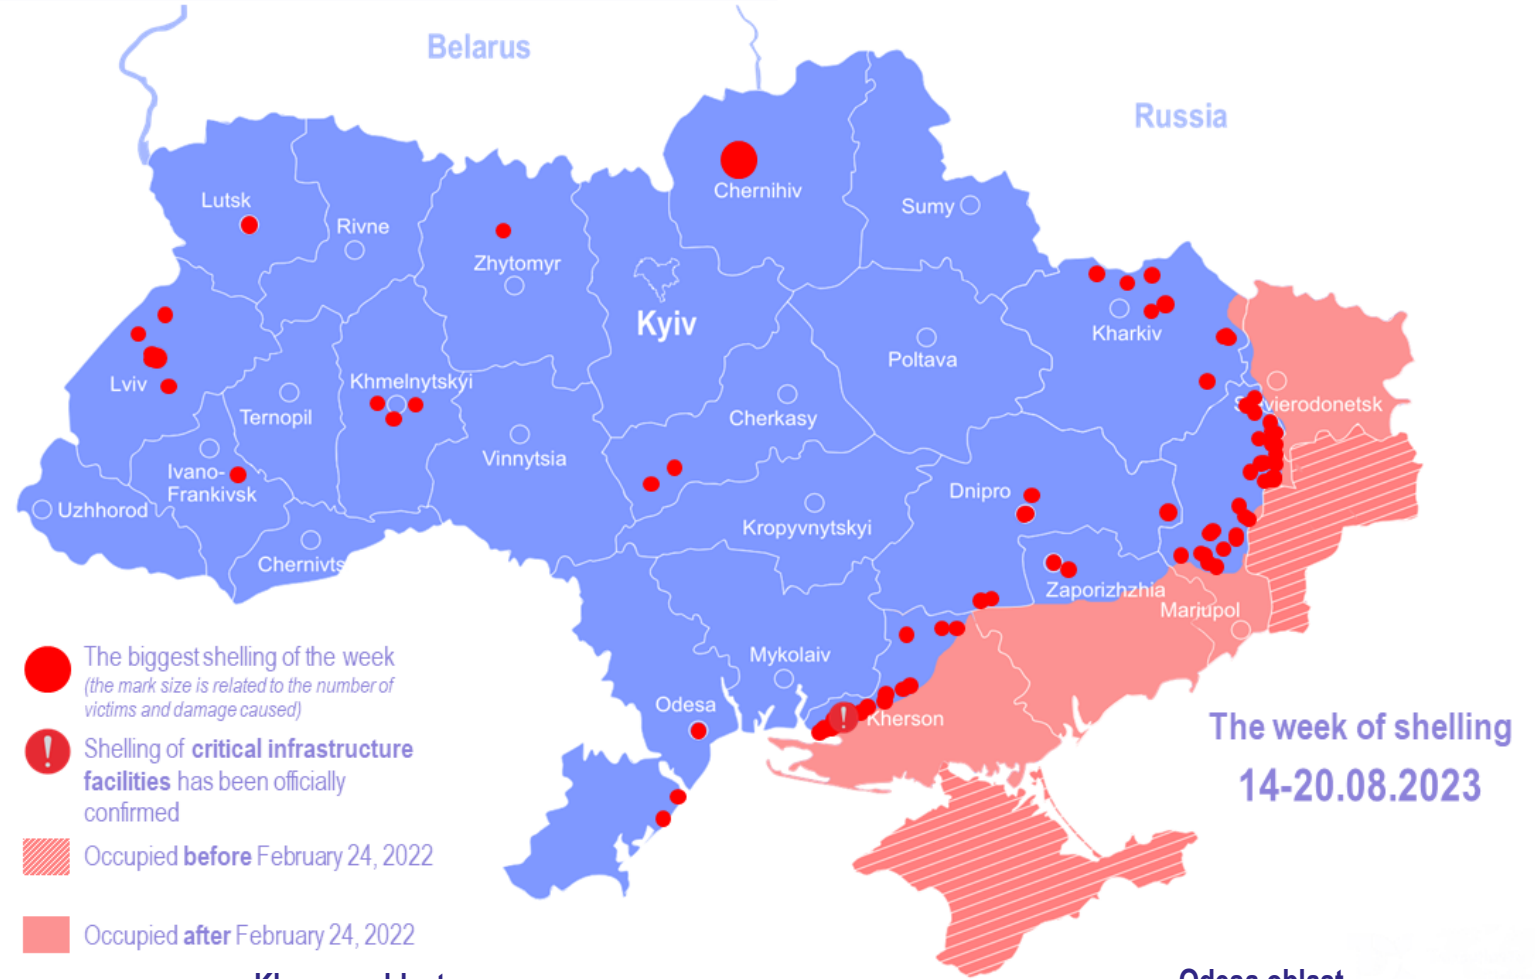 Belarus
Russia
Chernihiv
Lutsk
Sumy
Rivne
Zhytomyr
Kyiv
Kharkiv
Poltava
Lviv
Khmelnytskyi
Ternopil
Cherkasy
Vinnytsia
Ivano-
Frankivsk
Dnipro
Uzhhorod
Kropyvnytskyi
Chernivts
Zaporizhzhia
Mariupol
Mykolaiv
Odesa
Kherson
The biggest shelling of the week
(the mark size is related to the number of
victims and damage caused)
!
Shelling of critical infrastructure
facilities has been officially
confirmed
Occupied before February 24, 2022
Occupied after February 24, 2022
The week of shelling
14-20.08.2023
Odesa oblast